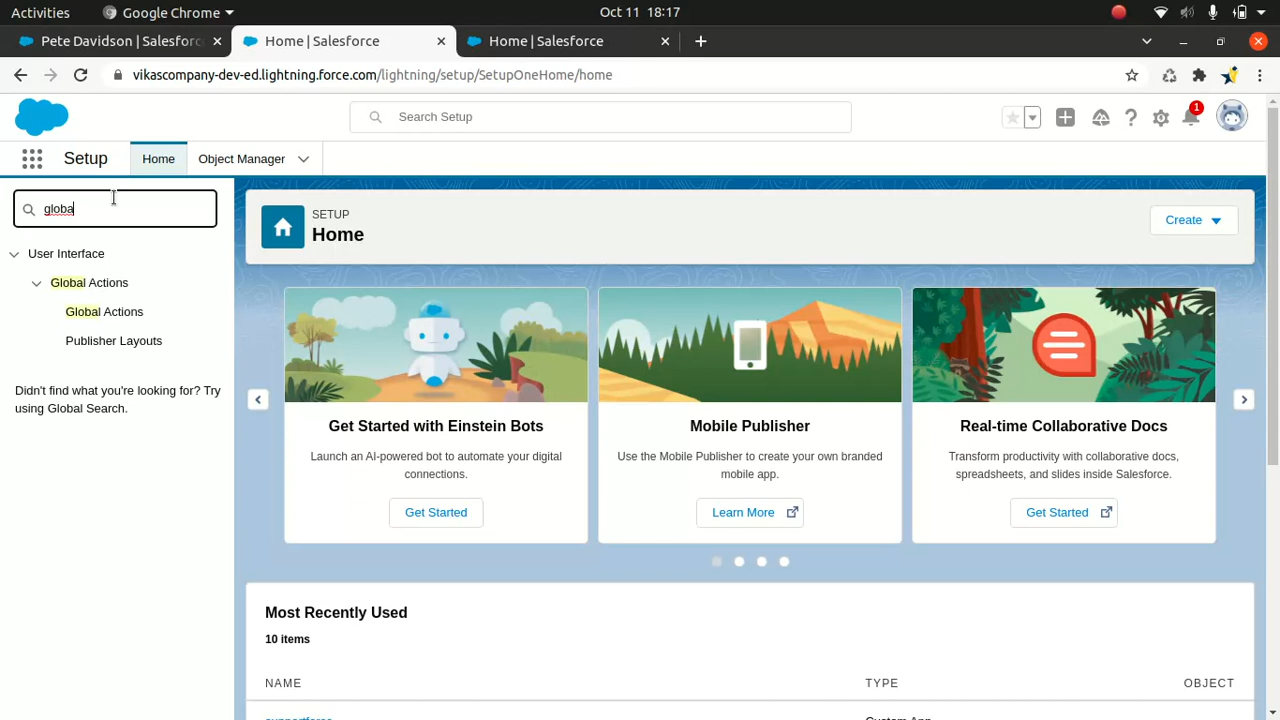 Activities
Google Chrome
Oct 11 18:17
Pete Davidson | Salesforc
Home | Salesforce
Home | Salesforce
vikascompany-dev-ed.lightning.force.com/lightning/setup/SetupOneHome/home
Search Setup
1
Setup
Home
Object Manager
globa
User Interface
Global Actions
Global Actions
Publisher Layouts
Didn't find what you're looking for? Try
using Global Search.
SETUP
Home
Create
Get Started with Einstein Bots
Launch an AI-powered bot to automate your digital
connections.
Get Started
Mobile Publisher
Use the Mobile Publisher to create your own branded
mobile app.
Learn More
Real-time Collaborative Docs
Transform productivity with collaborative docs,
spreadsheets, and slides inside Salesforce.
Get Started
Most Recently Used
10 items
NAME
TYPE
OBJECT
supportforce
Custom App